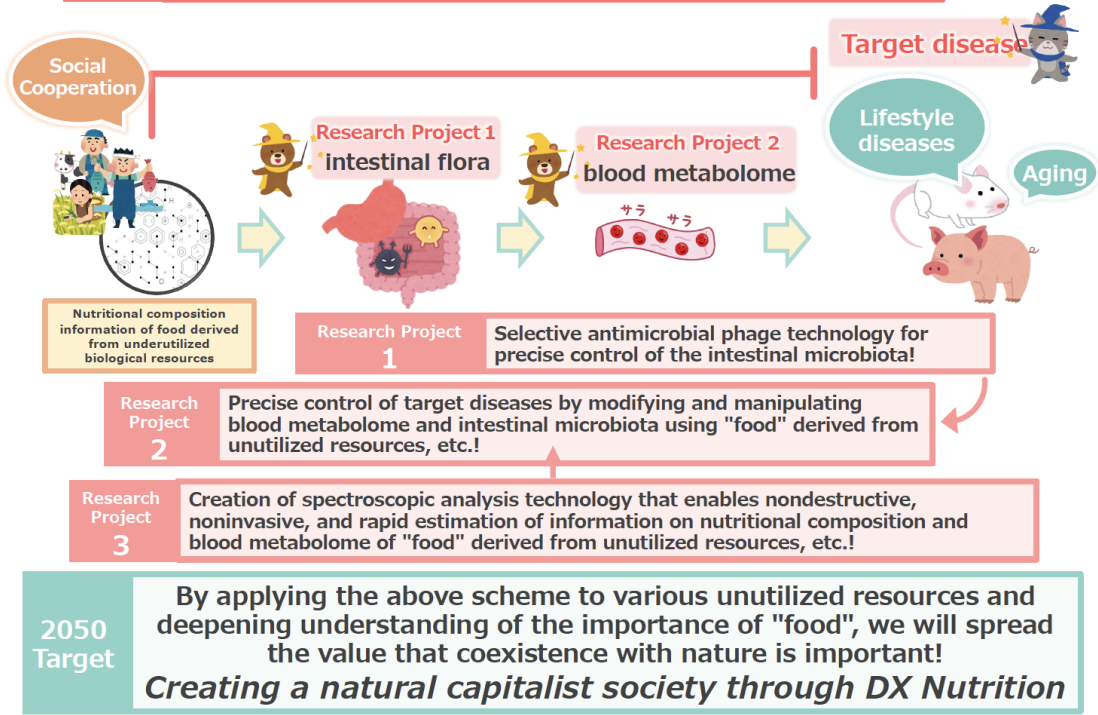 Social
Cooperation
Target disease
Research Project 1
intestinal flora
Research Project 2
blood metabolome
Lifestyle
diseases
Aging
サラ
サラ
Nutritional composition
information of food derived
from underutilized
biological resources
Research Project
1
Selective antimicrobial phage technology for
precise control of the intestinal microbiota!
Research
Project
2
Precise control of target diseases by modifying and manipulating
blood metabolome and intestinal microbiota using "food" derived from
unutilized resources, etc.!
Research
Project
3
Creation of spectroscopic analysis technology that enables nondestructive,
noninvasive, and rapid estimation of information on nutritional composition and
blood metabolome of "food" derived from unutilized resources, etc.!
2050
Target
By applying the above scheme to various unutilized resources and
deepening understanding of the importance of "food", we will spread
the value that coexistence with nature is important!
Creating a natural capitalist society through DX Nutrition